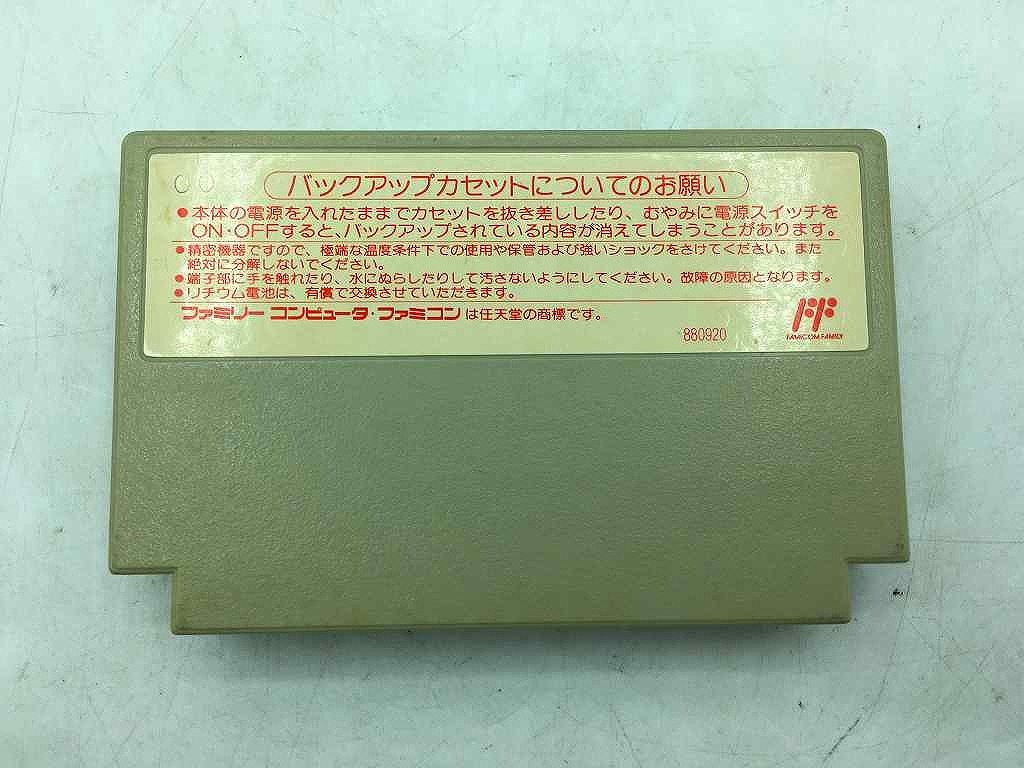 バックアップカセットについてのお願い
●本体の電源を入れたままでカセットを抜き差ししたり、むやみに電源スイッチを
ON・OFFすると、バックアップされている内容が消えてしまうことがあります。
●精密機器ですので、極端な温度条件下での使用や保管および強いショックをさけてください。また
絶対に分解しないでください。
●端子部に手を触れたり、水にぬらしたりして汚さないようにしてください。故障の原因となります。
●リチウム電池は、有償で交換させていただきます。
ファミリー コンピュータ・ファミコンは任天堂の商標です。
880920
FF
FAMICOM FAMILY